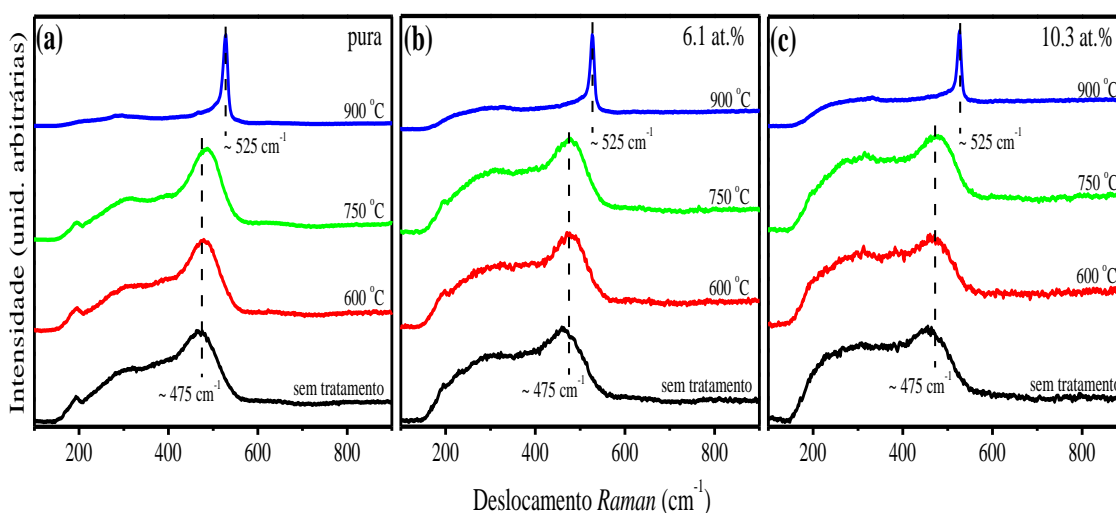 Intensidade (unid. arbitrárias)
(a)
pura
900 °C
~ 525 cm⁻¹
750 °C
600 °C
~ 475 cm⁻¹
sem tratamento
200 400 600 800
(b)
6.1 at.%
900 °C
~ 525 cm⁻¹
750 °C
600 °C
~ 475 cm⁻¹
sem tratamento
200 400 600 800
(c)
10.3 at.%
900 °C
~ 525 cm⁻¹
750 °C
600 °C
~ 475 cm⁻¹
sem tratamento
200 400 600 800
Deslocamento Raman (cm⁻¹)